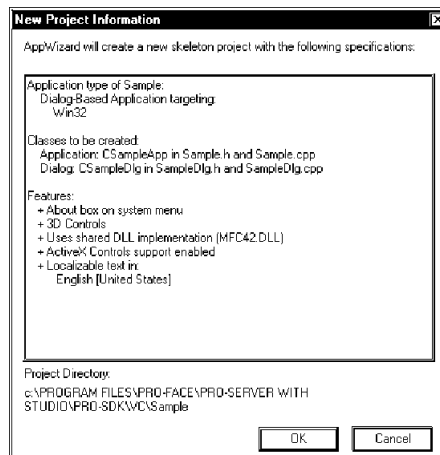 New Project Information
AppWizard will create a new skeleton project with the following specifications:
Application type of Sample:
Dialog-Based Application targeting:
Win32
Classes to be created:
Application: CSampleApp in Sample.h and Sample.cpp
Dialog: CSampleDlg in SampleDlg.h and SampleDlg.cpp
Features:
+ About box on system menu
+ 3D Controls
+ Uses shared DLL implementation (MFC42.DLL)
+ ActiveX Controls support enabled
+ Localizable text in:
English [United States]
Project Directory:
c:\PROGRAM FILES\PRO-FACE\PRO-SERVER WITH
STUDIO\PRO-SDK\VC\Sample
OK
Cancel